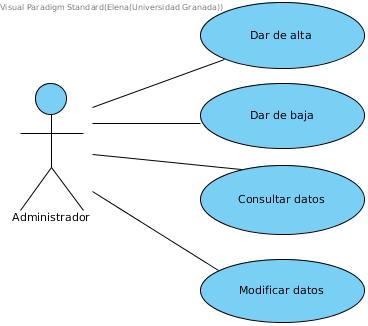 Visual Paradigm Standard(Elena(Universidad Granada))
Dar de alta
Dar de baja
Consultar datos
Administrador
Modificar datos